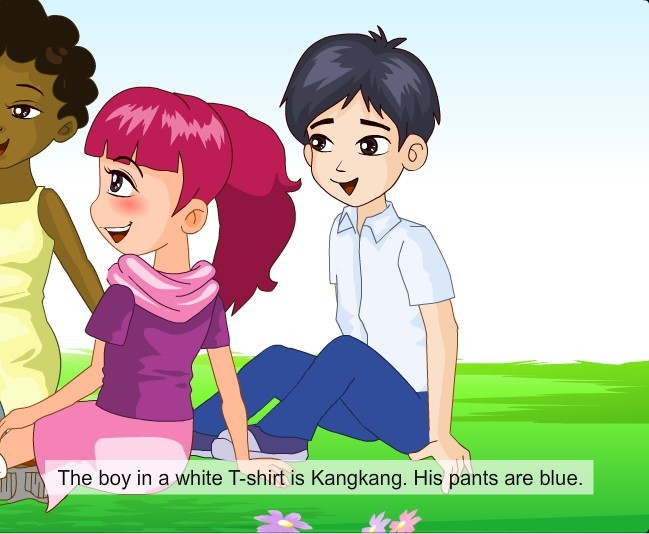 The boy in a white T-shirt is Kangkang. His pants are blue.